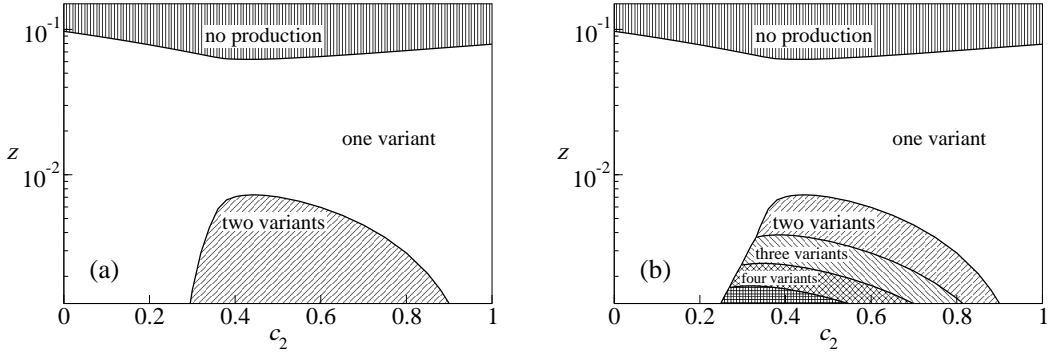 10-1
no production
one variant
z
10-2
two variants
(a)
0
0.2
0.4
0.6
0.8
1
c2
10-1
no production
one variant
z
10-2
two variants
three variants
four variants
(b)
0
0.2
0.4
0.6
0.8
1
c2